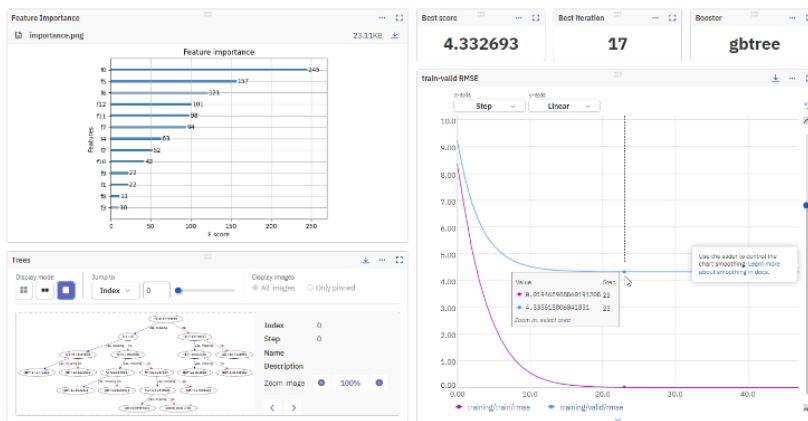 Feature Importance
importance.png
23.11KB
Feature importance
Features
f5
f6
f12
f11
f7
f4
f2
f10
f9
f1
f8
f3
246
157
121
101
98
94
63
52
42
22
22
11
10
0
50
100
150
200
250
F score
Best score
4.332693
Best Iteration
17
Booster
gbtree
train-valid RMSE
x-axis
y-axis
Step
Linear
10.0
9.00
8.00
7.00
6.00
5.00
4.00
3.00
2.00
1.00
0.00
0.00
10.0
30.0
40.0
Value
Step
23
23
Zoom in: select area
Use the slider to control the
chart smoothing. Learn more
about smoothing in docs.
training/train/rmse
training/valid/rmse
Trees
Display mode
Jump to
Index
0
Display images
All images
Only pinned
Index 0
Step 0
Name
Description
Zoom image
100%